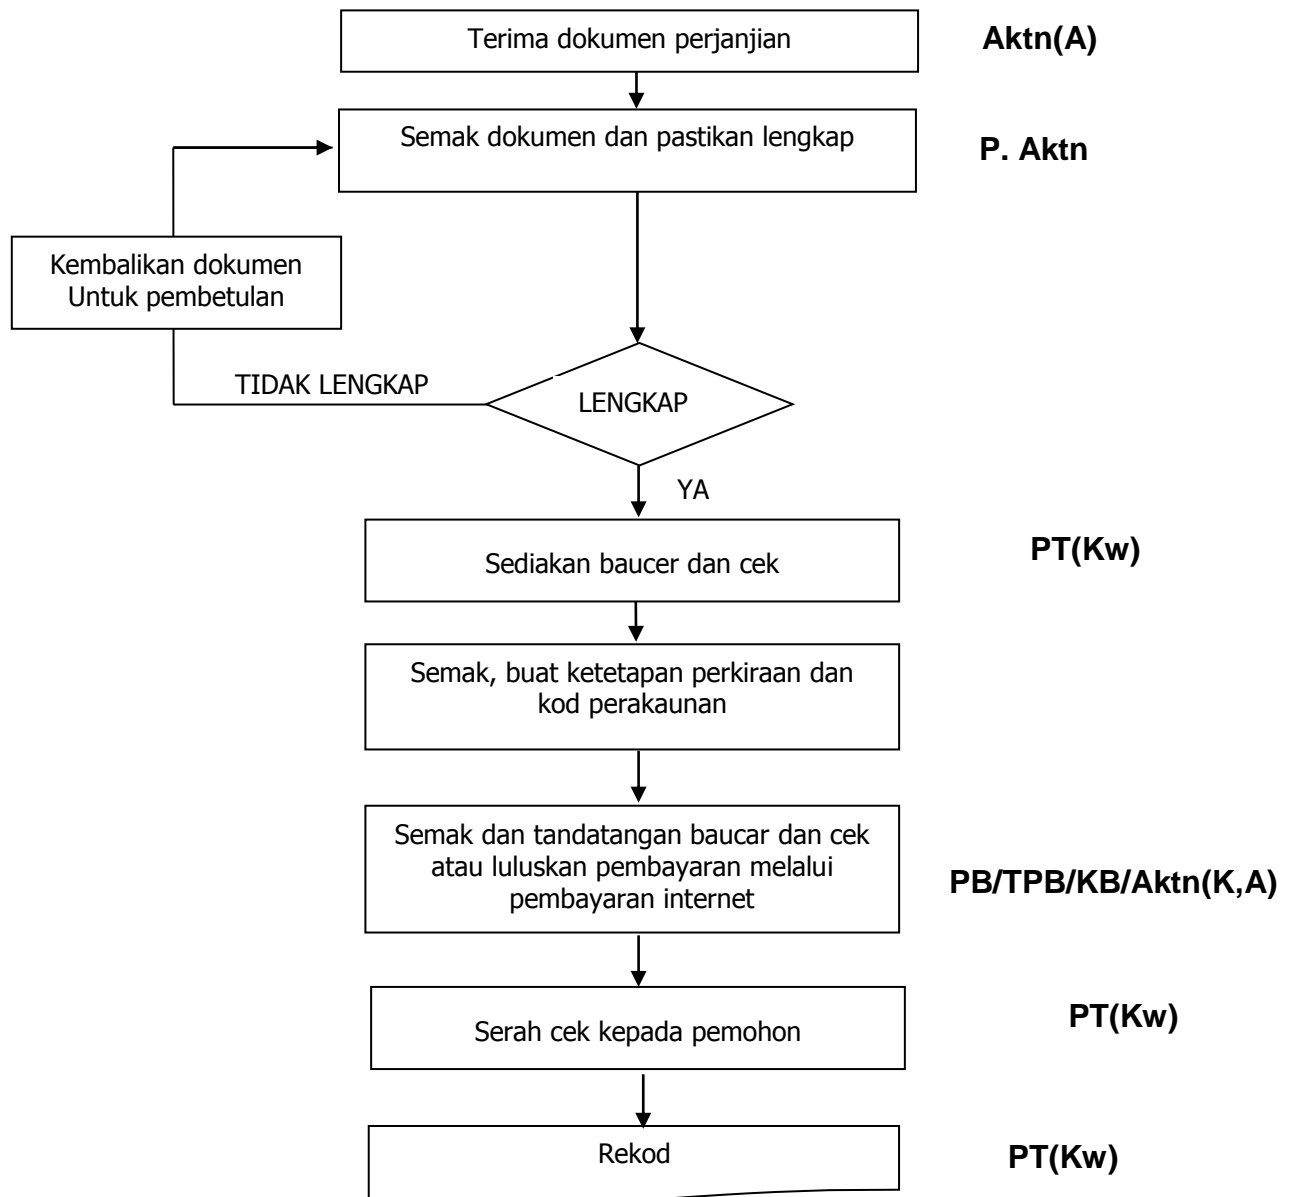 Terima dokumen perjanjian
Aktn(A)
Semak dokumen dan pastikan lengkap
P. Aktn
Kembalikan dokumen
Untuk pembetulan
TIDAK LENGKAP
LENGKAP
YA
Sediakan baucer dan cek
PT(Kw)
Semak, buat ketetapan perkiraan dan
kod perakaunan
Semak dan tandatangan baucar dan cek
atau luluskan pembayaran melalui
pembayaran internet
PB/TPB/KB/Aktn(K,A)
Serah cek kepada pemohon
PT(Kw)
Rekod
PT(Kw)